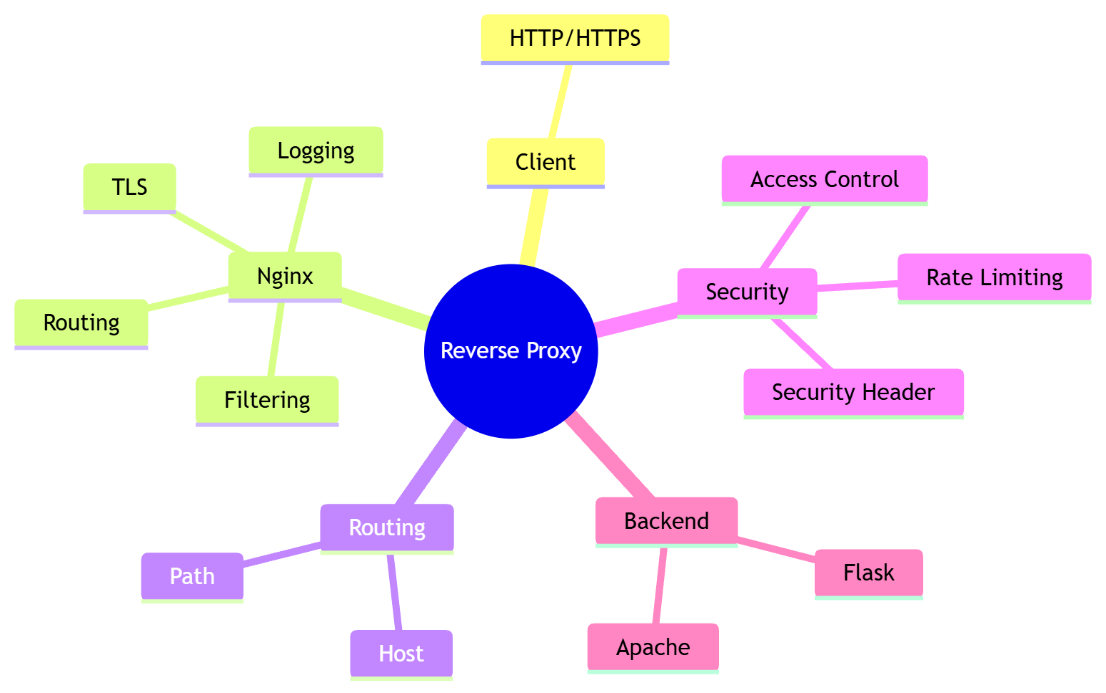 HTTP/HTTPS
Client
Logging
TLS
Nginx
Routing
Filtering
Reverse Proxy
Access Control
Security
Rate Limiting
Security Header
Routing
Path
Host
Backend
Flask
Apache